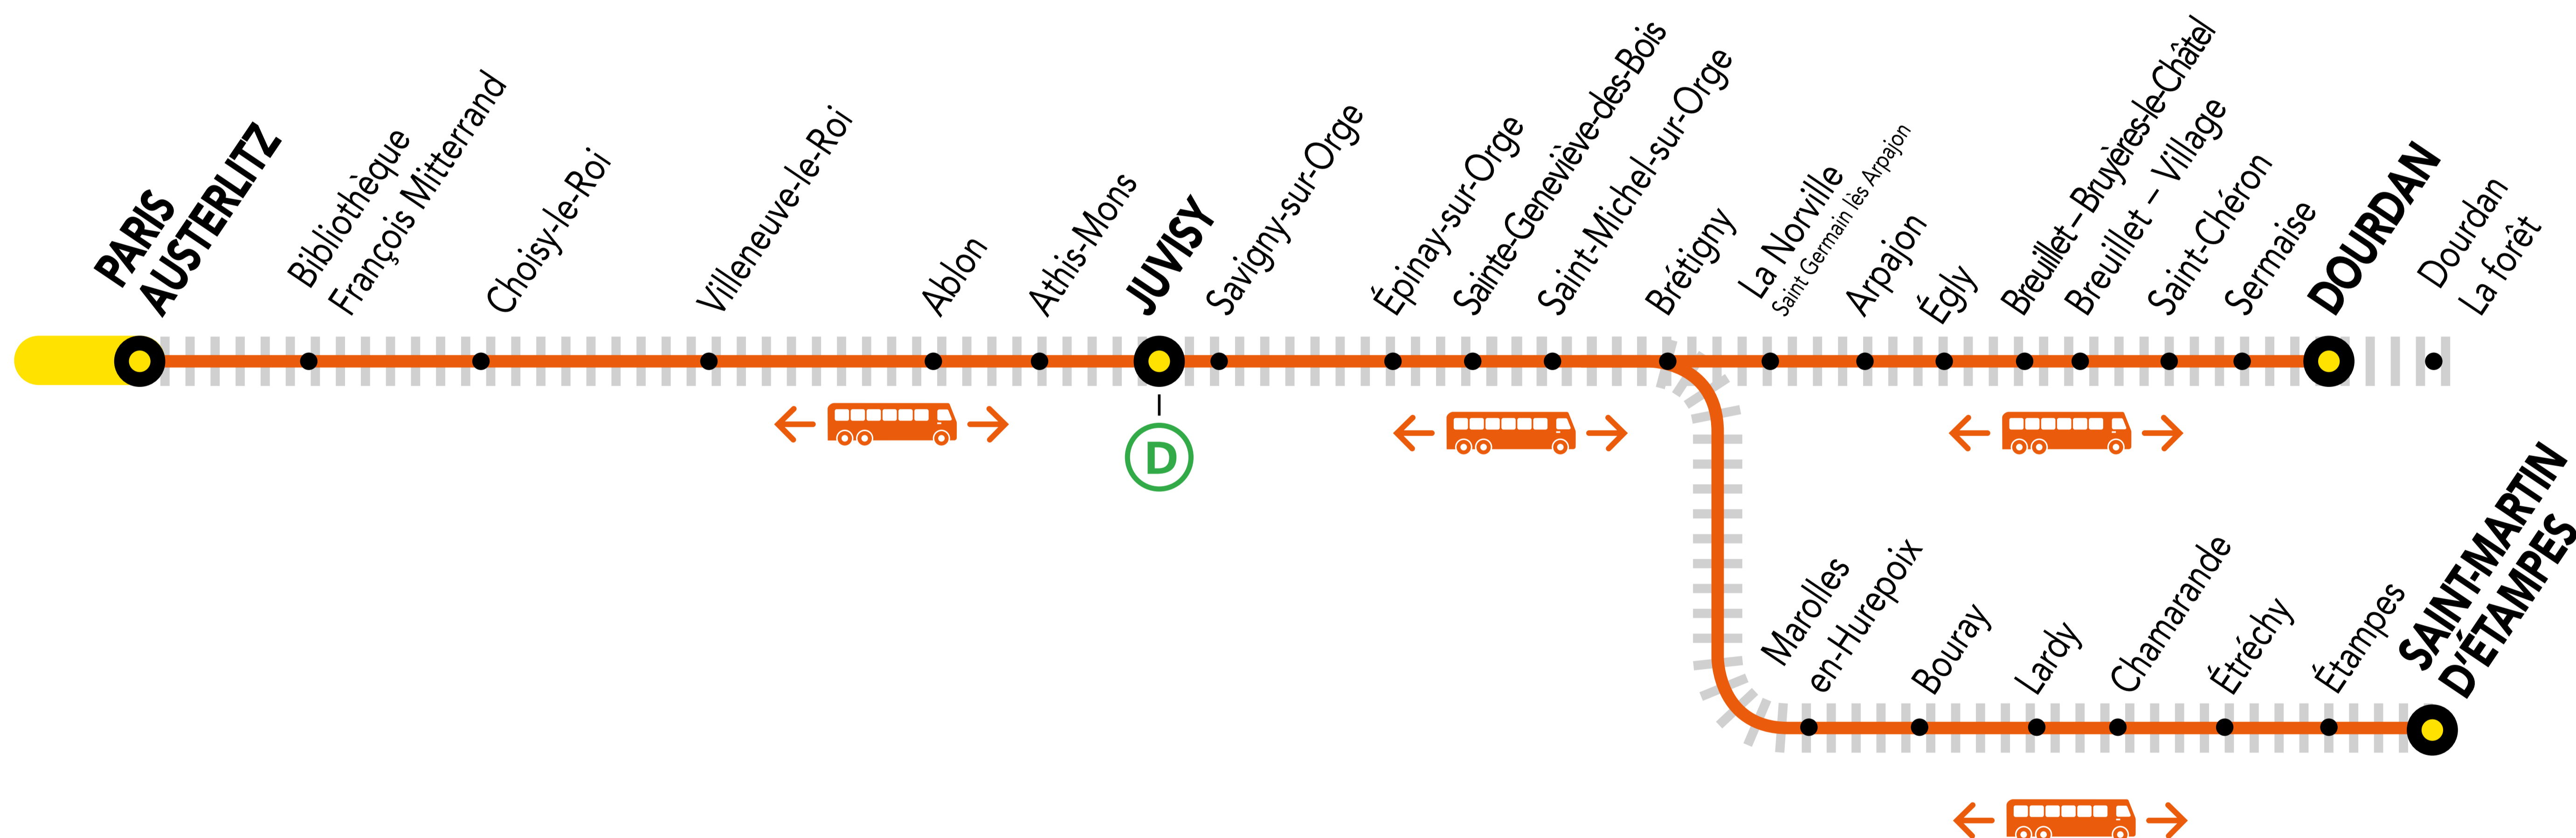 PARIS
AUSTERLITZ
Bibliothèque
François Mitterrand
Choisy-le-Roi
Villeneuve-le-Roi
Ablon
Athis-Mons
JUVISY
Savigny-sur-Orge
Épinay-sur-Orge
Sainte-Geneviève-des-Bois
Saint-Michel-sur-Orge
Brétigny
La Norville
Saint Germain lès Arpajon
Arpajon
Égly
Breuillet – Bruyères-le-Châtel
Breuillet – Village
Saint-Chéron
Sermaise
DOURDAN
Dourdan
La forêt
D
Marolles
en-Hurepoix
Bouray
Lardy
Chamarande
Étréchy
Étampes
SAINT-MARTIN
D'ÉTAMPES